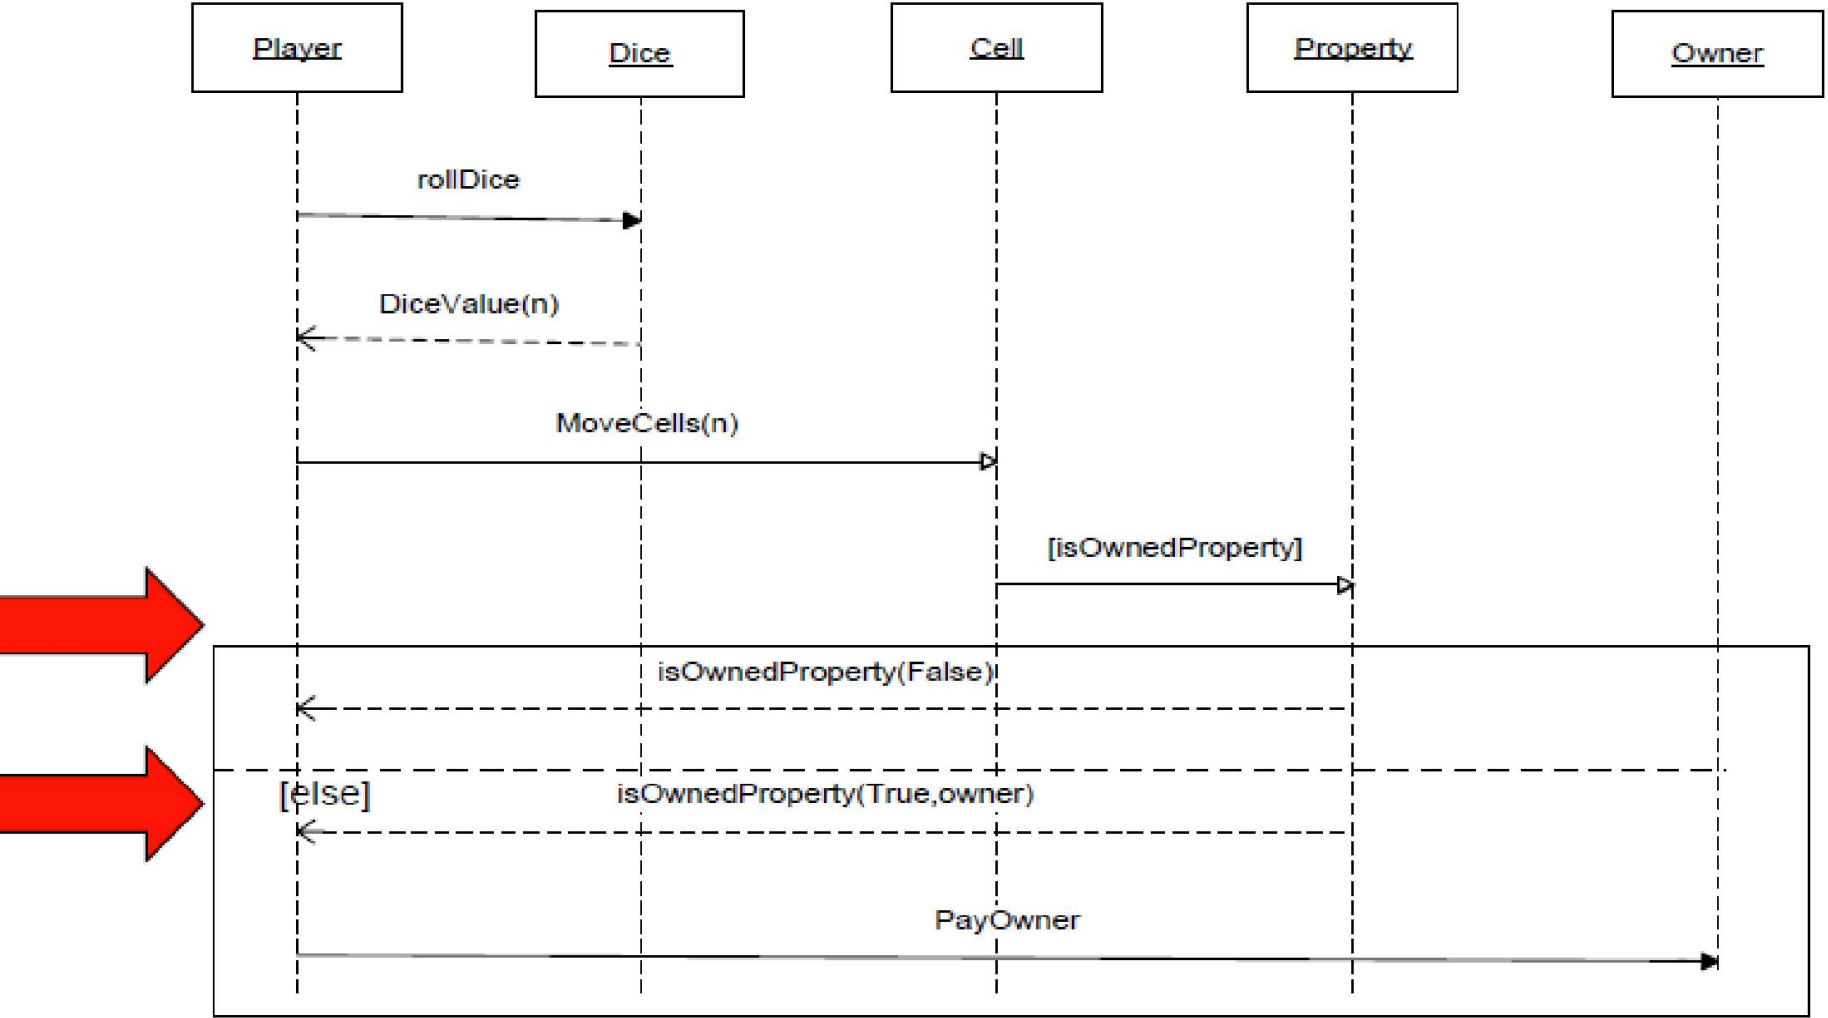 Player
Dice
Cell
Property
Owner
rollDice
DiceValue(n)
MoveCells(n)
[isOwnedProperty]
isOwnedProperty(False)
[else]
isOwnedProperty(True,owner)
PayOwner